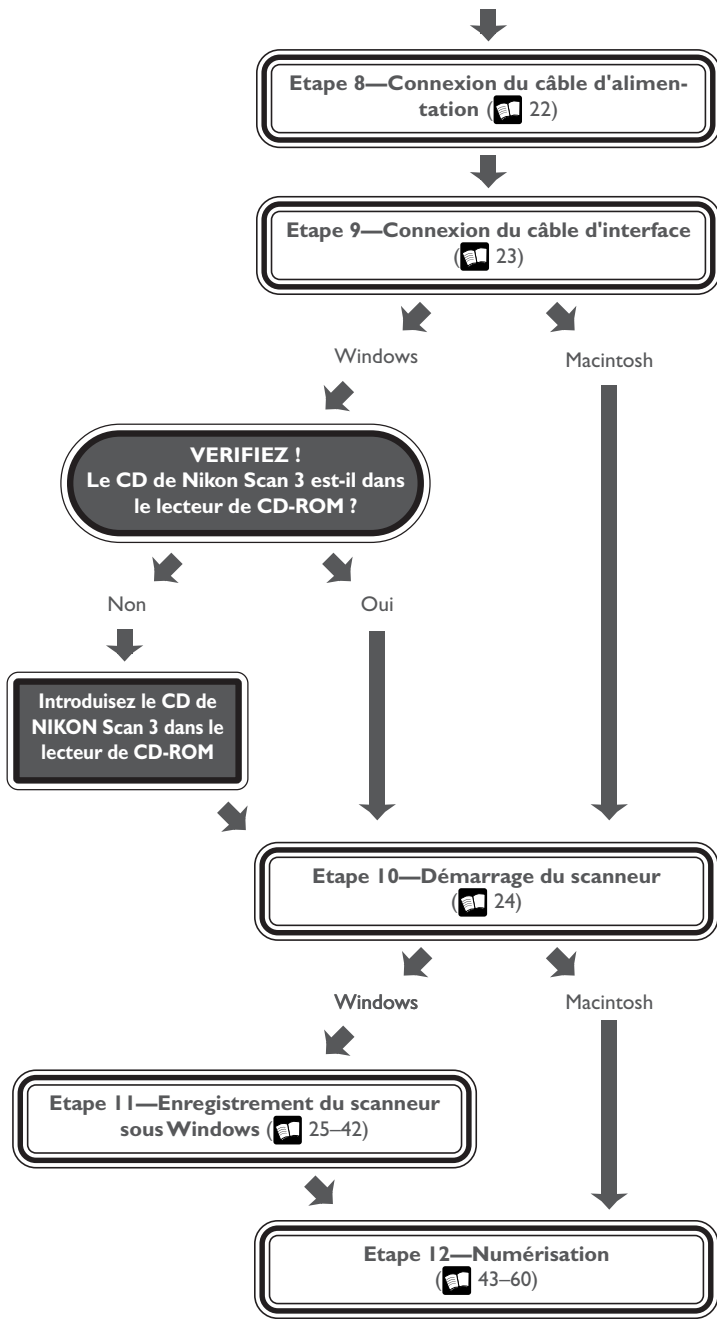 Etape 8—Connexion du câble d'alimen-
tation ( 22)
Etape 9—Connexion du câble d'interface
( 23)
Windows
Macintosh
VERIFIEZ !
Le CD de Nikon Scan 3 est-il dans
le lecteur de CD-ROM ?
Non
Oui
Introduisez le CD de
NIKON Scan 3 dans le
lecteur de CD-ROM
Etape 10—Démarrage du scanneur
( 24)
Windows
Macintosh
Etape 11—Enregistrement du scanneur
sous Windows ( 25–42)
Etape 12—Numérisation
( 43–60)